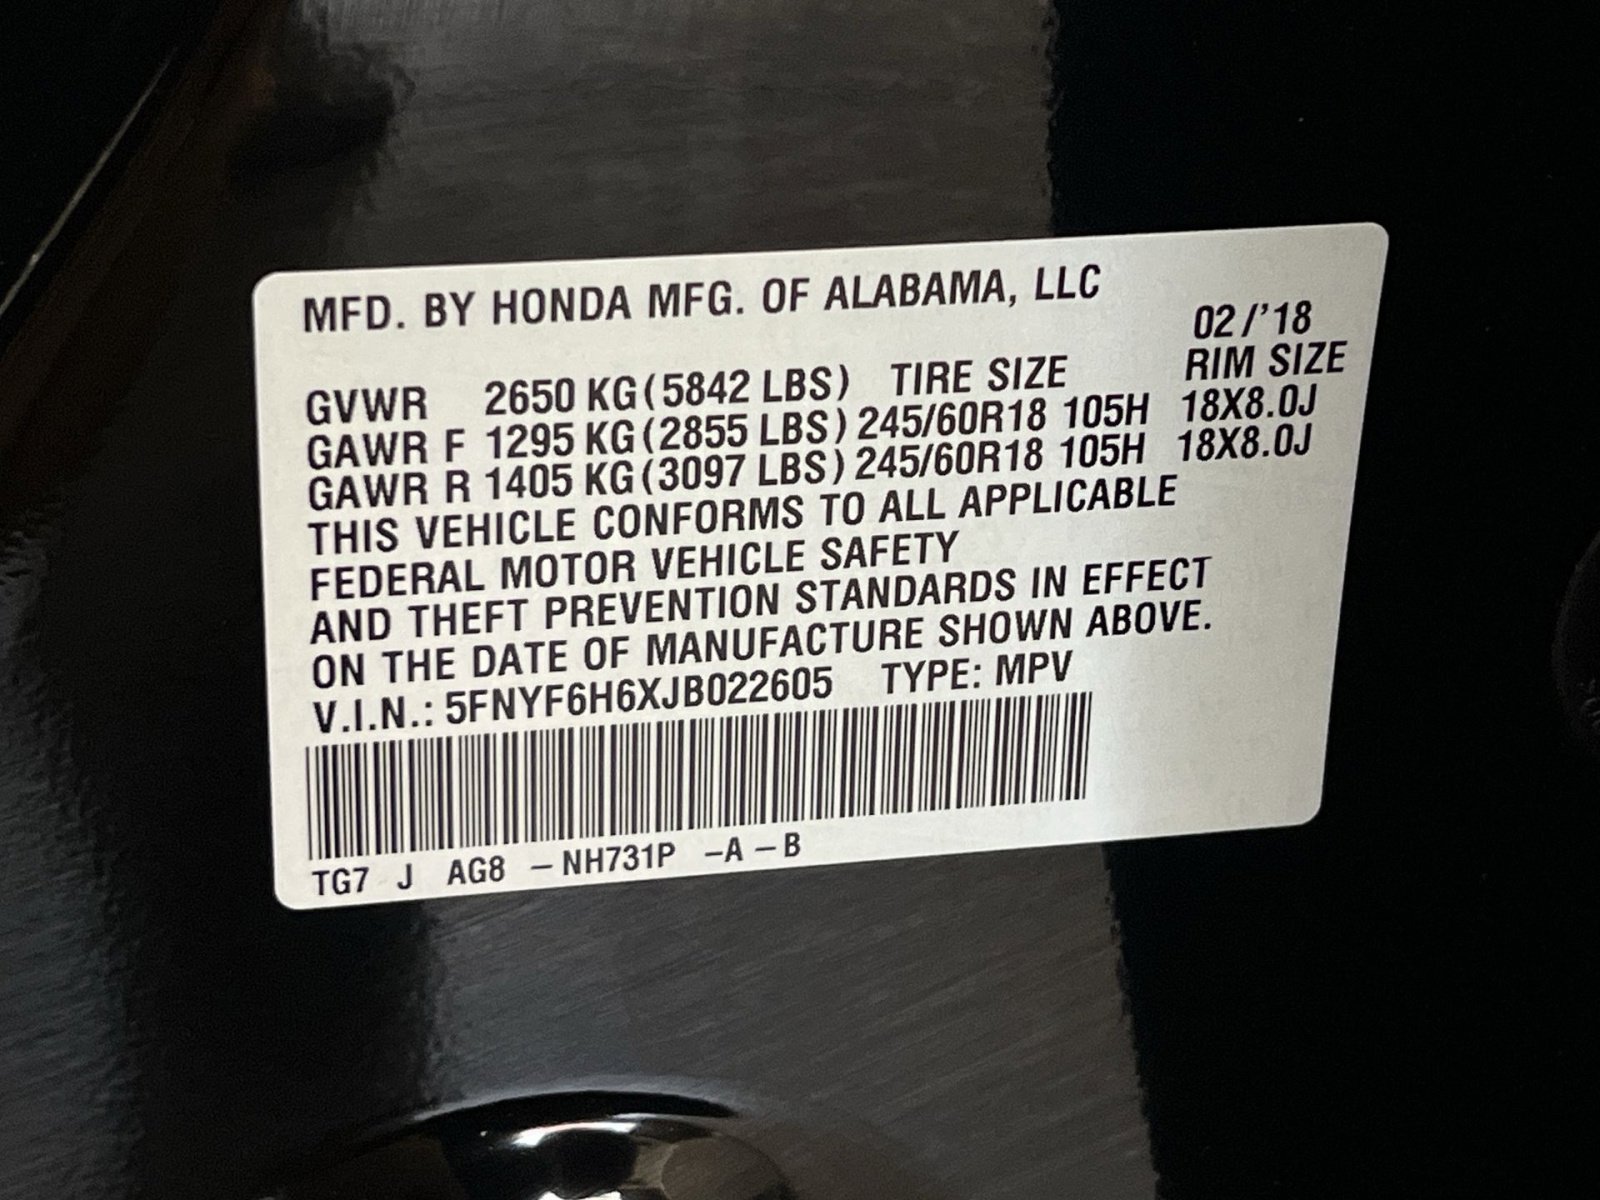 MFD. BY HONDA MFG. OF ALABAMA, LLC
02/'18
GVWR 2650 KG(5842 LBS) TIRE SIZE RIM SIZE
GAWR F 1295 KG(2855 LBS) 245/60R18 105H 18X8.0J
GAWR R 1405 KG(3097 LBS) 245/60R18 105H 18X8.0J
THIS VEHICLE CONFORMS TO ALL APPLICABLE
FEDERAL MOTOR VEHICLE SAFETY
AND THEFT PREVENTION STANDARDS IN EFFECT
ON THE DATE OF MANUFACTURE SHOWN ABOVE.
V.I.N.: 5FNYF6H6XJB022605 TYPE: MPV
TG7 J AG8 – NH731P –A – B